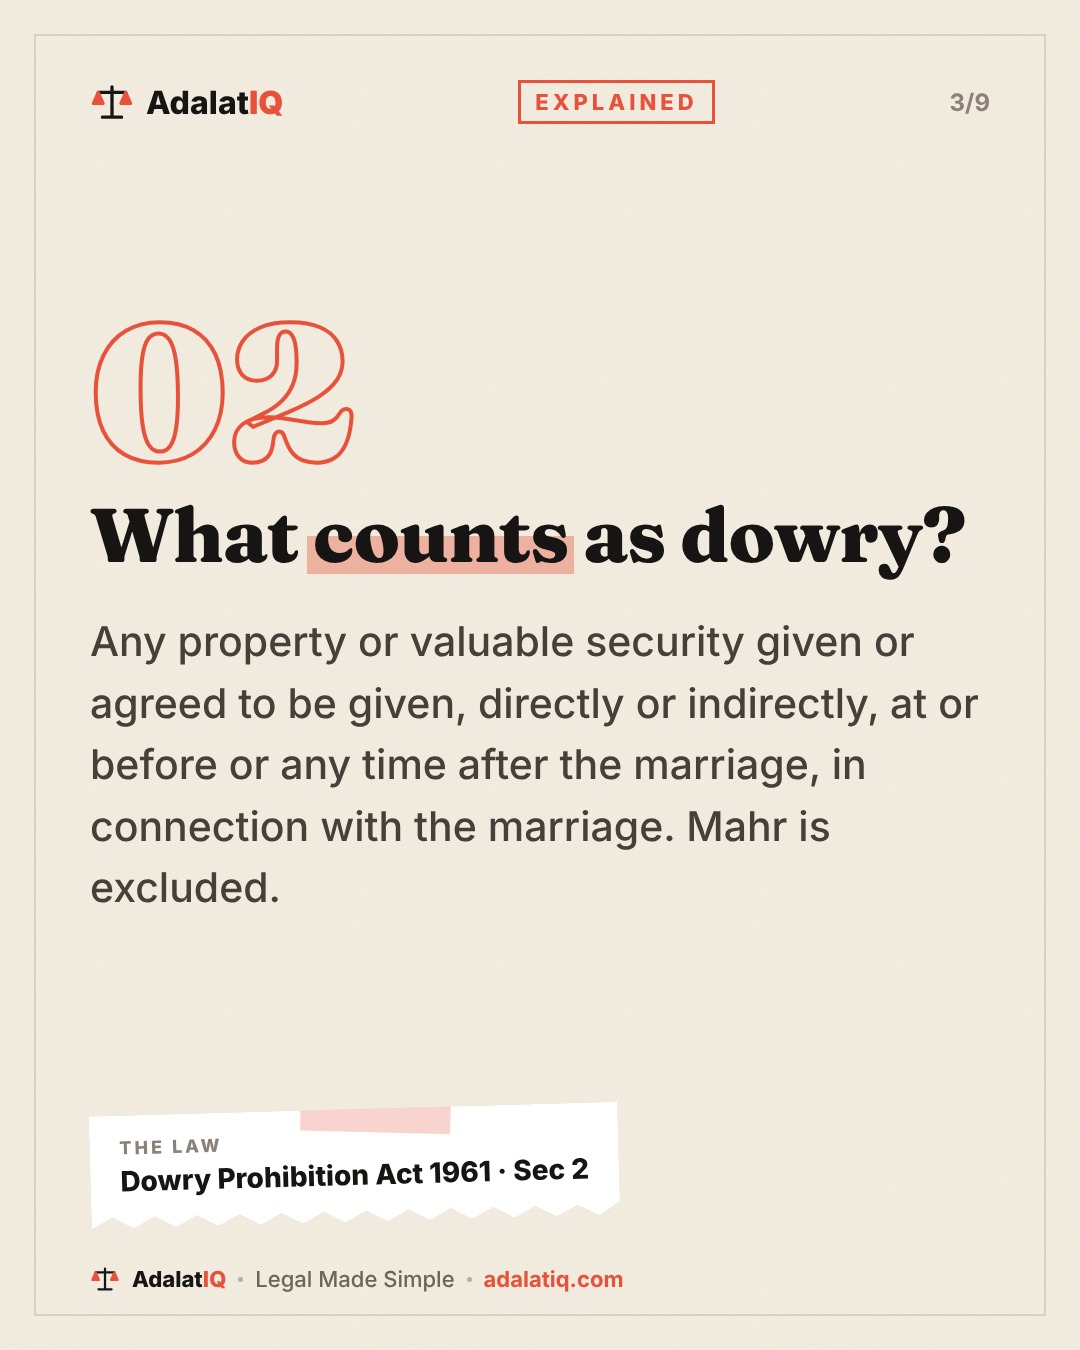 AdalatIQ
EXPLAINED
3/9
02
What counts as dowry?
Any property or valuable security given or
agreed to be given, directly or indirectly, at or
before or any time after the marriage, in
connection with the marriage. Mahr is
excluded.
THE LAW
Dowry Prohibition Act 1961 · Sec 2
AdalatIQ • Legal Made Simple • adalatiq.com